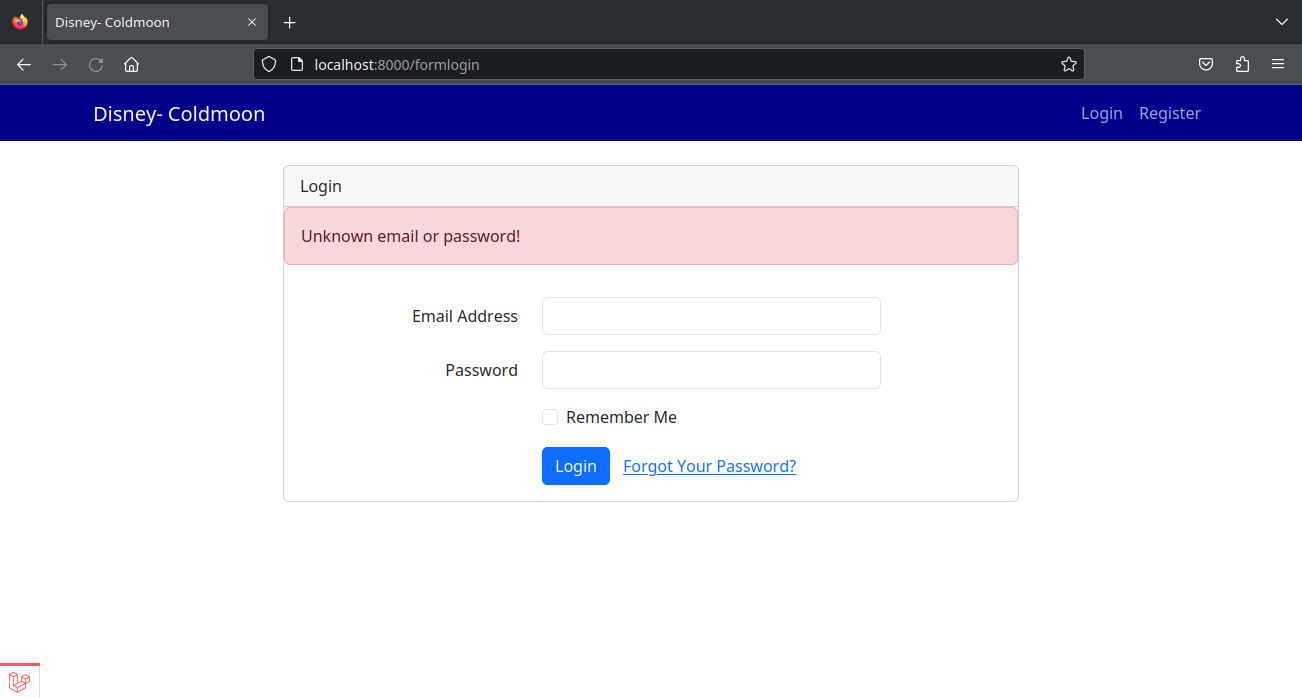 Disney- Coldmoon
localhost:8000/formlogin
Disney- Coldmoon
Login Register
Login
Unknown email or password!
Email Address
Password
Remember Me
Login Forgot Your Password?